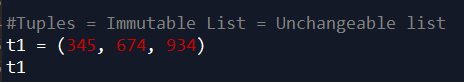 #Tuples = Immutable List = Unchangeable list
t1 = (345, 674, 934)
t1